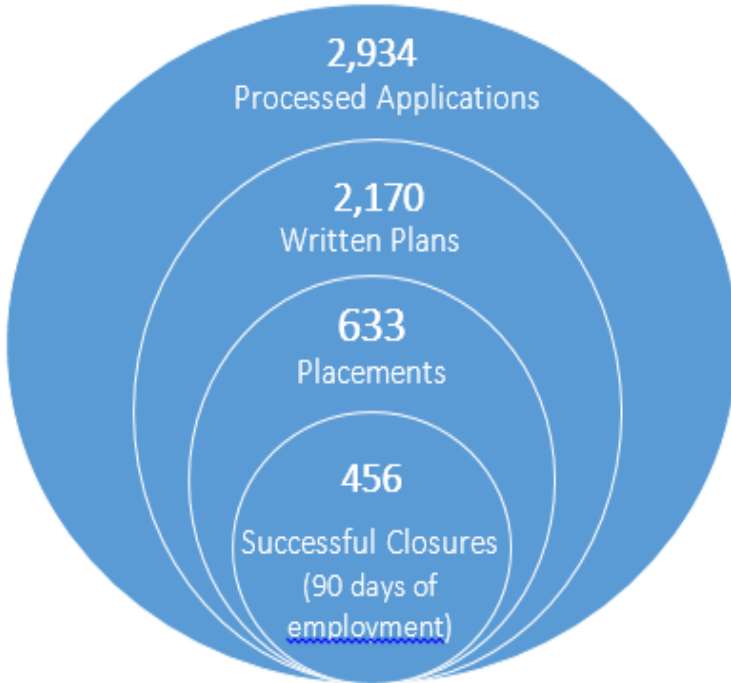 2,934
Processed Applications
2,170
Written Plans
633
Placements
456
Successful Closures
(90 days of
employment)